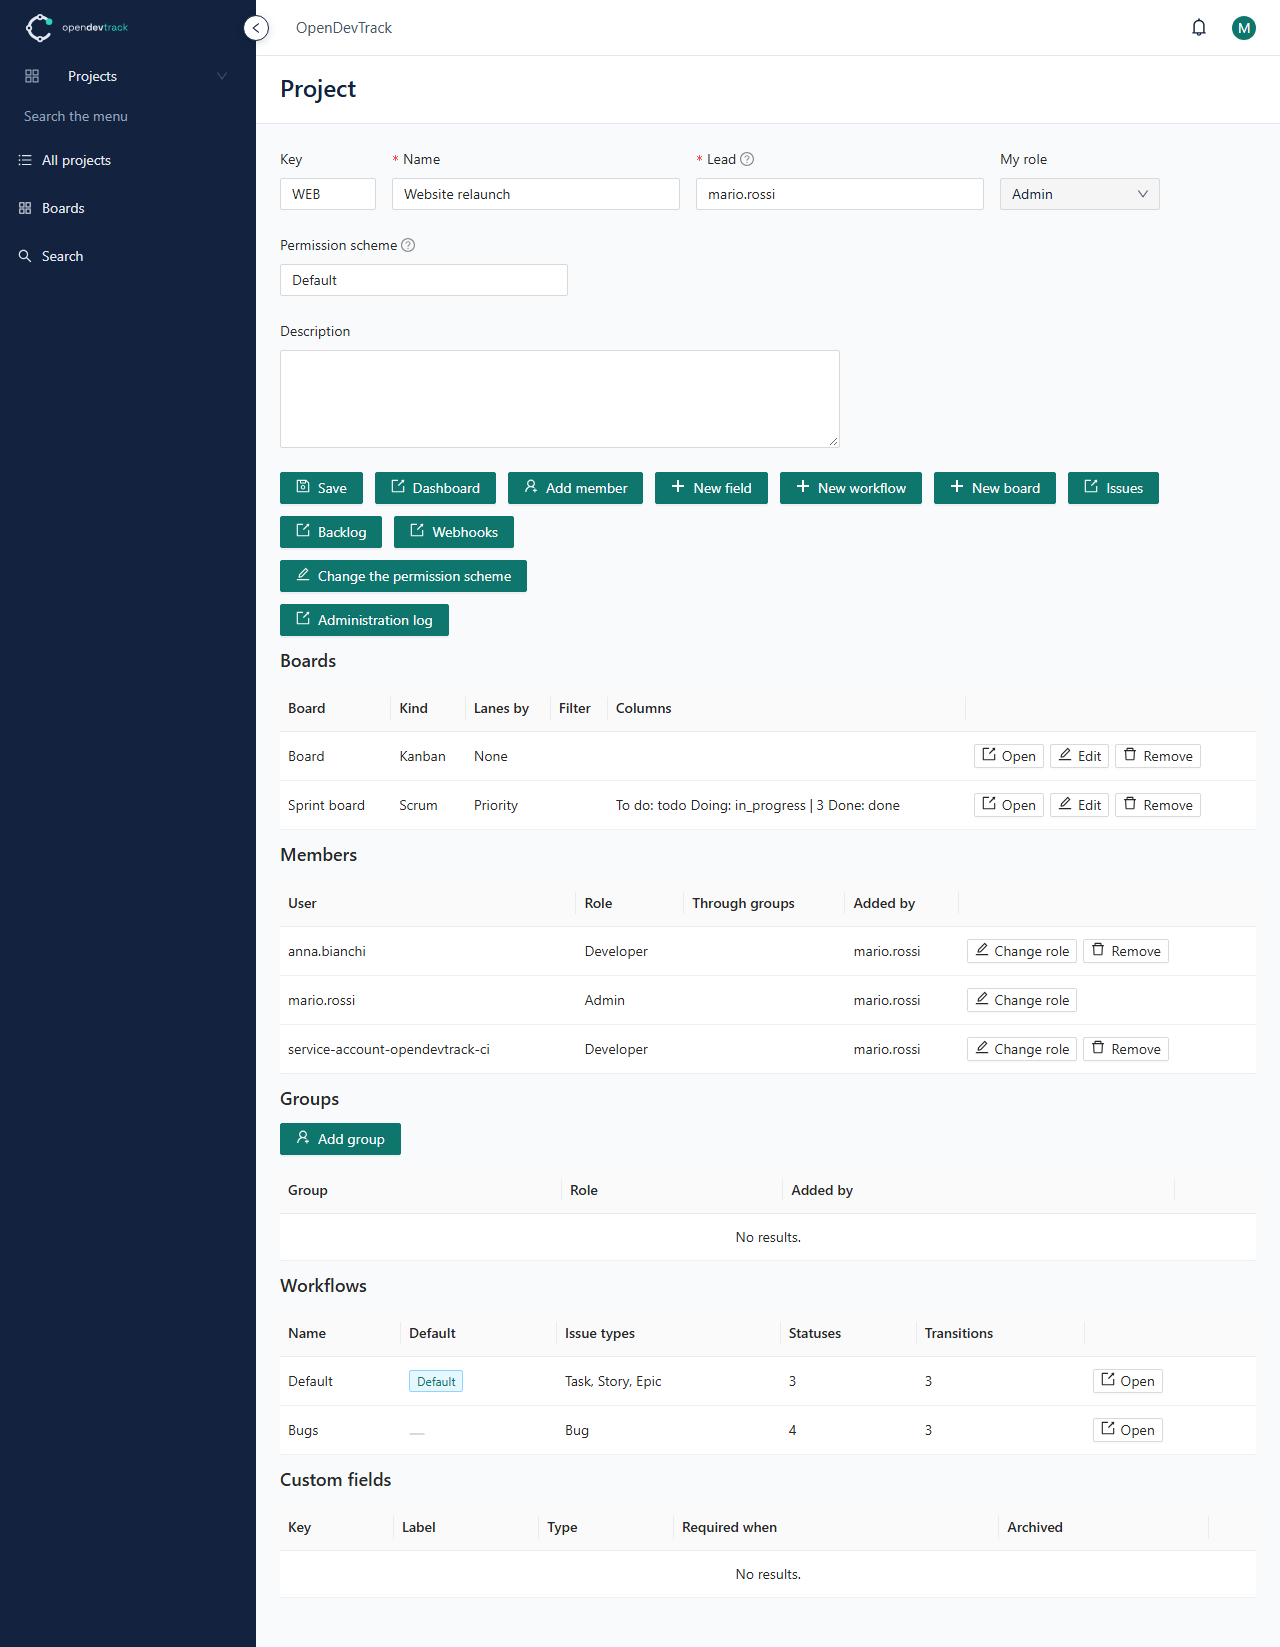 opendevtrack
OpenDevTrack
M
Projects
Search the menu
All projects
Boards
Search
Project
Key
* Name
* Lead
My role
WEB
Website relaunch
mario.rossi
Admin
Permission scheme
Default
Description
Save
Dashboard
Add member
New field
New workflow
New board
Issues
Backlog
Webhooks
Change the permission scheme
Administration log
Boards
Board Kind Lanes by Filter Columns
Board Kanban None Open Edit Remove
Sprint board Scrum Priority To do: todo Doing: in_progress | 3 Done: done Open Edit Remove
Members
User Role Through groups Added by
anna.bianchi Developer mario.rossi Change role Remove
mario.rossi Admin mario.rossi Change role
service-account-opendevtrack-ci Developer mario.rossi Change role Remove
Groups
Add group
Group Role Added by
No results.
Workflows
Name Default Issue types Statuses Transitions
Default Default Task, Story, Epic 3 3 Open
Bugs — Bug 4 3 Open
Custom fields
Key Label Type Required when Archived
No results.